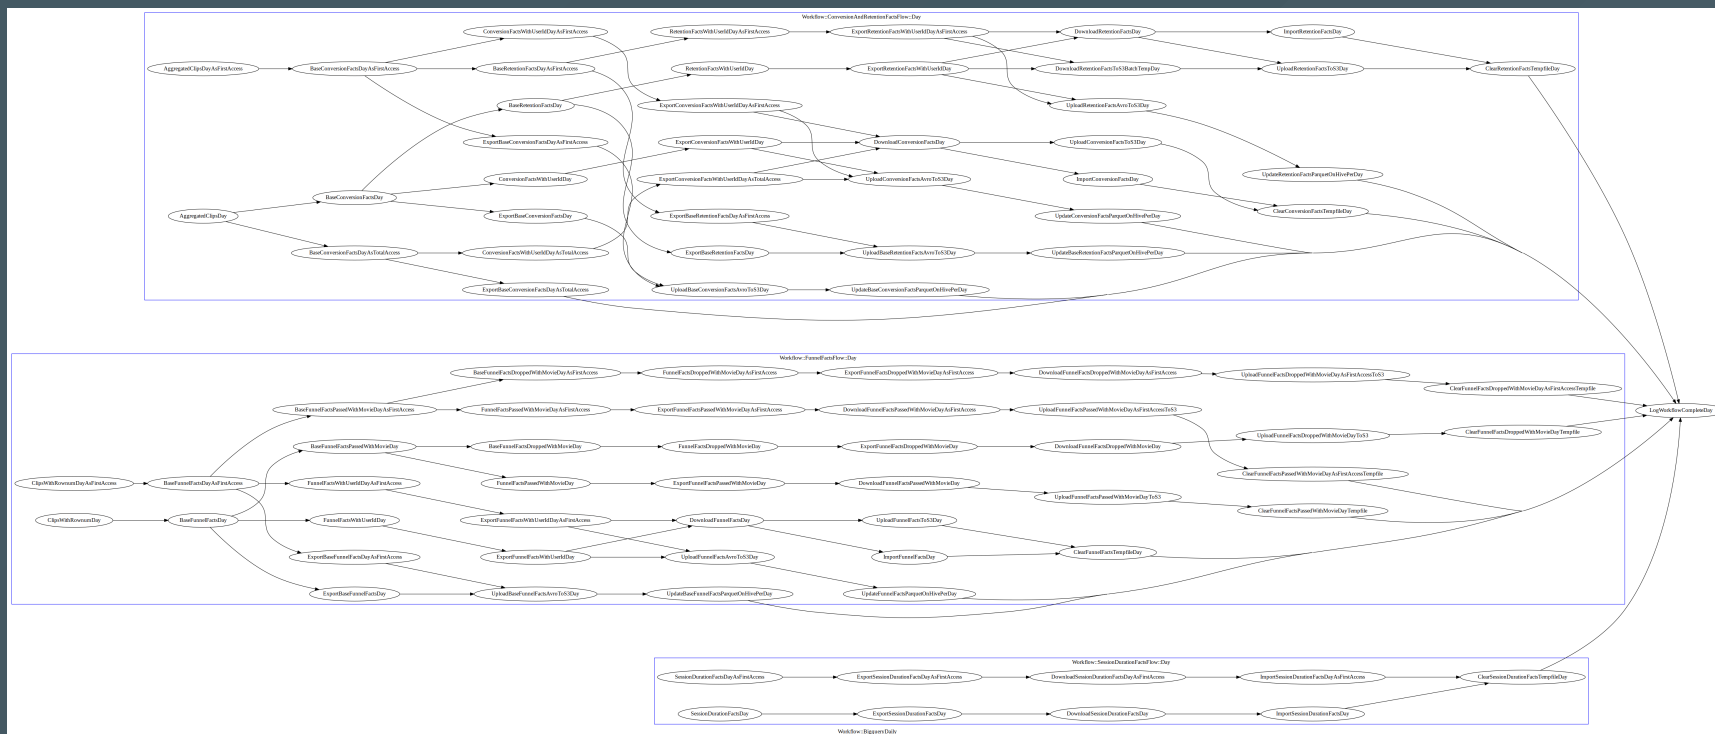 Workflow::ConversionAndRetentionFactsFlow::Day
ConversionFactsWithUserIdDayAsFirstAccess
RetentionFactsWithUserIdDayAsFirstAccess
ExportRetentionFactsWithUserIdDayAsFirstAccess
DownloadRetentionFactsDay
ImportRetentionFactsDay
AggregatedClipsDayAsFirstAccess
BaseConversionFactsDayAsFirstAccess
BaseRetentionFactsDayAsFirstAccess
RetentionFactsWithUserIdDay
ExportRetentionFactsWithUserIdDay
DownloadRetentionFactsToS3BatchTempDay
UploadRetentionFactsToS3Day
ClearRetentionFactsTempfileDay
BaseRetentionFactsDay
ExportConversionFactsWithUserIdDayAsFirstAccess
UploadRetentionFactsAvroToS3Day
ExportBaseConversionFactsDayAsFirstAccess
ExportConversionFactsWithUserIdDay
DownloadConversionFactsDay
UploadConversionFactsToS3Day
ConversionFactsWithUserIdDay
ExportConversionFactsWithUserIdDayAsTotalAccess
UploadConversionFactsAvroToS3Day
ImportConversionFactsDay
UpdateRetentionFactsParquetOnHivePerDay
BaseConversionFactsDay
AggregatedClipsDay
ExportBaseConversionFactsDay
ExportBaseRetentionFactsDayAsFirstAccess
UpdateConversionFactsParquetOnHivePerDay
ClearConversionFactsTempfileDay
BaseConversionFactsDayAsTotalAccess
ConversionFactsWithUserIdDayAsTotalAccess
ExportBaseRetentionFactsDay
UploadBaseRetentionFactsAvroToS3Day
UpdateBaseRetentionFactsParquetOnHivePerDay
ExportBaseConversionFactsDayAsTotalAccess
UploadBaseConversionFactsAvroToS3Day
UpdateBaseConversionFactsParquetOnHivePerDay
Workflow::FunnelFactsFlow::Day
BaseFunnelFactsDroppedWithMovieDayAsFirstAccess
FunnelFactsDroppedWithMovieDayAsFirstAccess
ExportFunnelFactsDroppedWithMovieDayAsFirstAccess
DownloadFunnelFactsDroppedWithMovieDayAsFirstAccess
UploadFunnelFactsDroppedWithMovieDayAsFirstAccessToS3
ClearFunnelFactsDroppedWithMovieDayAsFirstAccessTempfile
BaseFunnelFactsPassedWithMovieDayAsFirstAccess
FunnelFactsPassedWithMovieDayAsFirstAccess
ExportFunnelFactsPassedWithMovieDayAsFirstAccess
DownloadFunnelFactsPassedWithMovieDayAsFirstAccess
UploadFunnelFactsPassedWithMovieDayAsFirstAccessToS3
LogWorkflowCompleteDay
BaseFunnelFactsPassedWithMovieDay
BaseFunnelFactsDroppedWithMovieDay
FunnelFactsDroppedWithMovieDay
ExportFunnelFactsDroppedWithMovieDay
DownloadFunnelFactsDroppedWithMovieDay
UploadFunnelFactsDroppedWithMovieDayToS3
ClearFunnelFactsDroppedWithMovieDayTempfile
ClipsWithRownumDayAsFirstAccess
BaseFunnelFactsDayAsFirstAccess
FunnelFactsWithUserIdDayAsFirstAccess
FunnelFactsPassedWithMovieDay
ExportFunnelFactsPassedWithMovieDay
DownloadFunnelFactsPassedWithMovieDay
ClearFunnelFactsPassedWithMovieDayAsFirstAccessTempfile
UploadFunnelFactsPassedWithMovieDayToS3
ClearFunnelFactsPassedWithMovieDayTempfile
ClipsWithRownumDay
BaseFunnelFactsDay
FunnelFactsWithUserIdDay
ExportFunnelFactsWithUserIdDayAsFirstAccess
DownloadFunnelFactsDay
UploadFunnelFactsToS3Day
ExportBaseFunnelFactsDayAsFirstAccess
ExportFunnelFactsWithUserIdDay
UploadFunnelFactsAvroToS3Day
ImportFunnelFactsDay
ClearFunnelFactsTempfileDay
ExportBaseFunnelFactsDay
UploadBaseFunnelFactsAvroToS3Day
UpdateBaseFunnelFactsParquetOnHivePerDay
UpdateFunnelFactsParquetOnHivePerDay
Workflow::SessionDurationFactsFlow::Day
SessionDurationFactsDayAsFirstAccess
ExportSessionDurationFactsDayAsFirstAccess
DownloadSessionDurationFactsDayAsFirstAccess
ImportSessionDurationFactsDayAsFirstAccess
ClearSessionDurationFactsTempfileDay
SessionDurationFactsDay
ExportSessionDurationFactsDay
DownloadSessionDurationFactsDay
ImportSessionDurationFactsDay
Workflow::BigqueryDaily